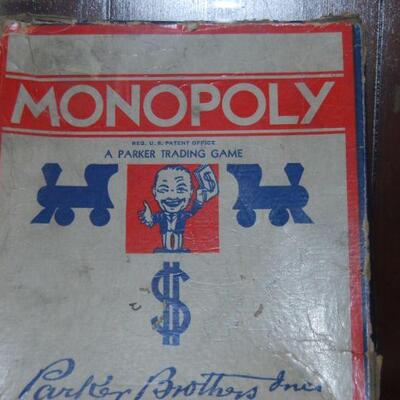 MONOPOLY
REG. U.S. PATENT OFFICE
A PARKER TRADING GAME
$
Parker Brothers Inc.